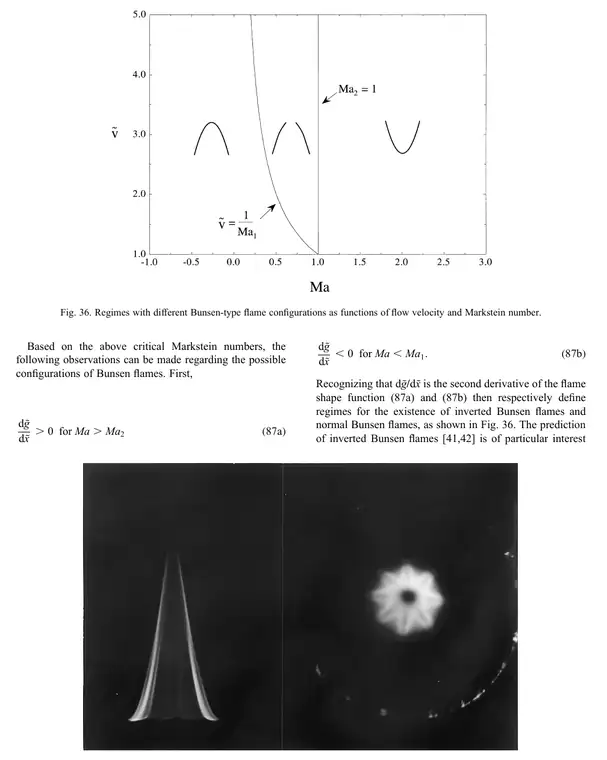 5.0
4.0
Ma₂ = 1
ṽ
3.0
2.0
ṽ = 1/Ma₁
1.0
-1.0 -0.5 0.0 0.5 1.0 1.5 2.0 2.5 3.0
Ma
Fig. 36. Regimes with different Bunsen-type flame configurations as functions of flow velocity and Markstein number.
Based on the above critical Markstein numbers, the
following observations can be made regarding the possible
configurations of Bunsen flames. First,
dg̃/dx̃ > 0 for Ma > Ma₂ (87a)
dg̃/dx̃ < 0 for Ma < Ma₁. (87b)
Recognizing that dg̃/dx̃ is the second derivative of the flame
shape function (87a) and (87b) then respectively define
regimes for the existence of inverted Bunsen flames and
normal Bunsen flames, as shown in Fig. 36. The prediction
of inverted Bunsen flames [41,42] is of particular interest